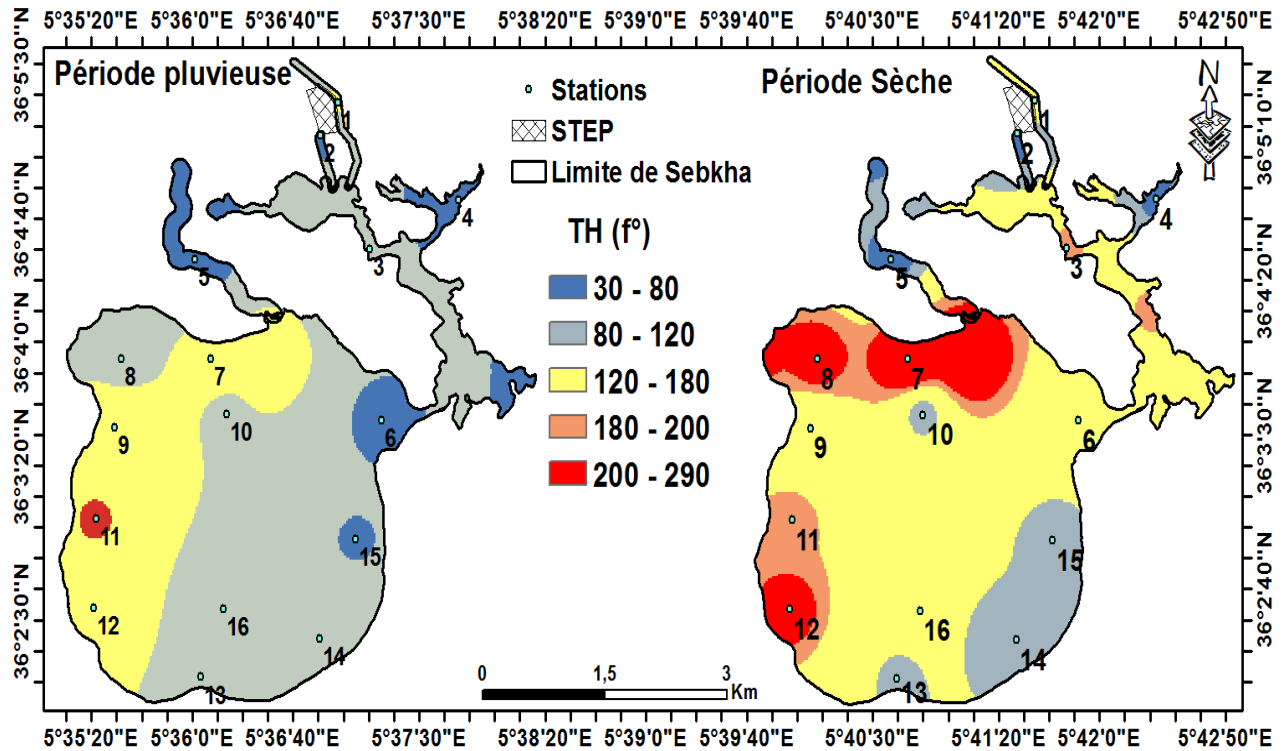 5°35'20"E 5°36'0"E 5°36'40"E 5°37'30"E 5°38'20"E 5°39'0"E 5°39'40"E 5°40'30"E 5°41'20"E 5°42'0"E 5°42'50"E
Période pluvieuse
Stations
STEP
Limite de Sebkha
Période Sèche
N
TH (f°)
30 - 80
80 - 120
120 - 180
180 - 200
200 - 290
1
2
3
4
5
6
7
8
9
10
11
12
13
14
15
16
1
2
3
4
5
6
7
8
9
10
11
12
13
14
15
16
0 1,5 3
Km
36°5'30"N
36°4'40"N
36°4'0"N
36°3'20"N
36°2'30"N
36°5'10"N
36°4'20"N
36°3'30"N
36°2'40"N
5°35'20"E 5°36'0"E 5°36'40"E 5°37'30"E 5°38'20"E 5°39'0"E 5°39'40"E 5°40'30"E 5°41'20"E 5°42'0"E 5°42'50"E